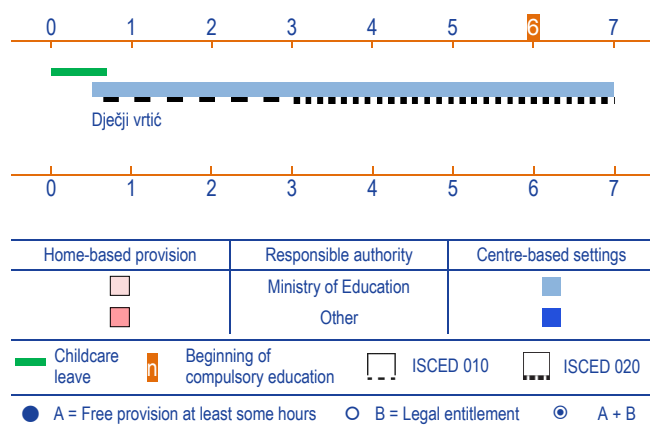 0 1 2 3 4 5 6 7
Dječji vrtić
0 1 2 3 4 5 6 7
Home-based provision Responsible authority Centre-based settings
Ministry of Education
Other
Childcare leave
n Beginning of compulsory education
ISCED 010 ISCED 020
A = Free provision at least some hours B = Legal entitlement A + B